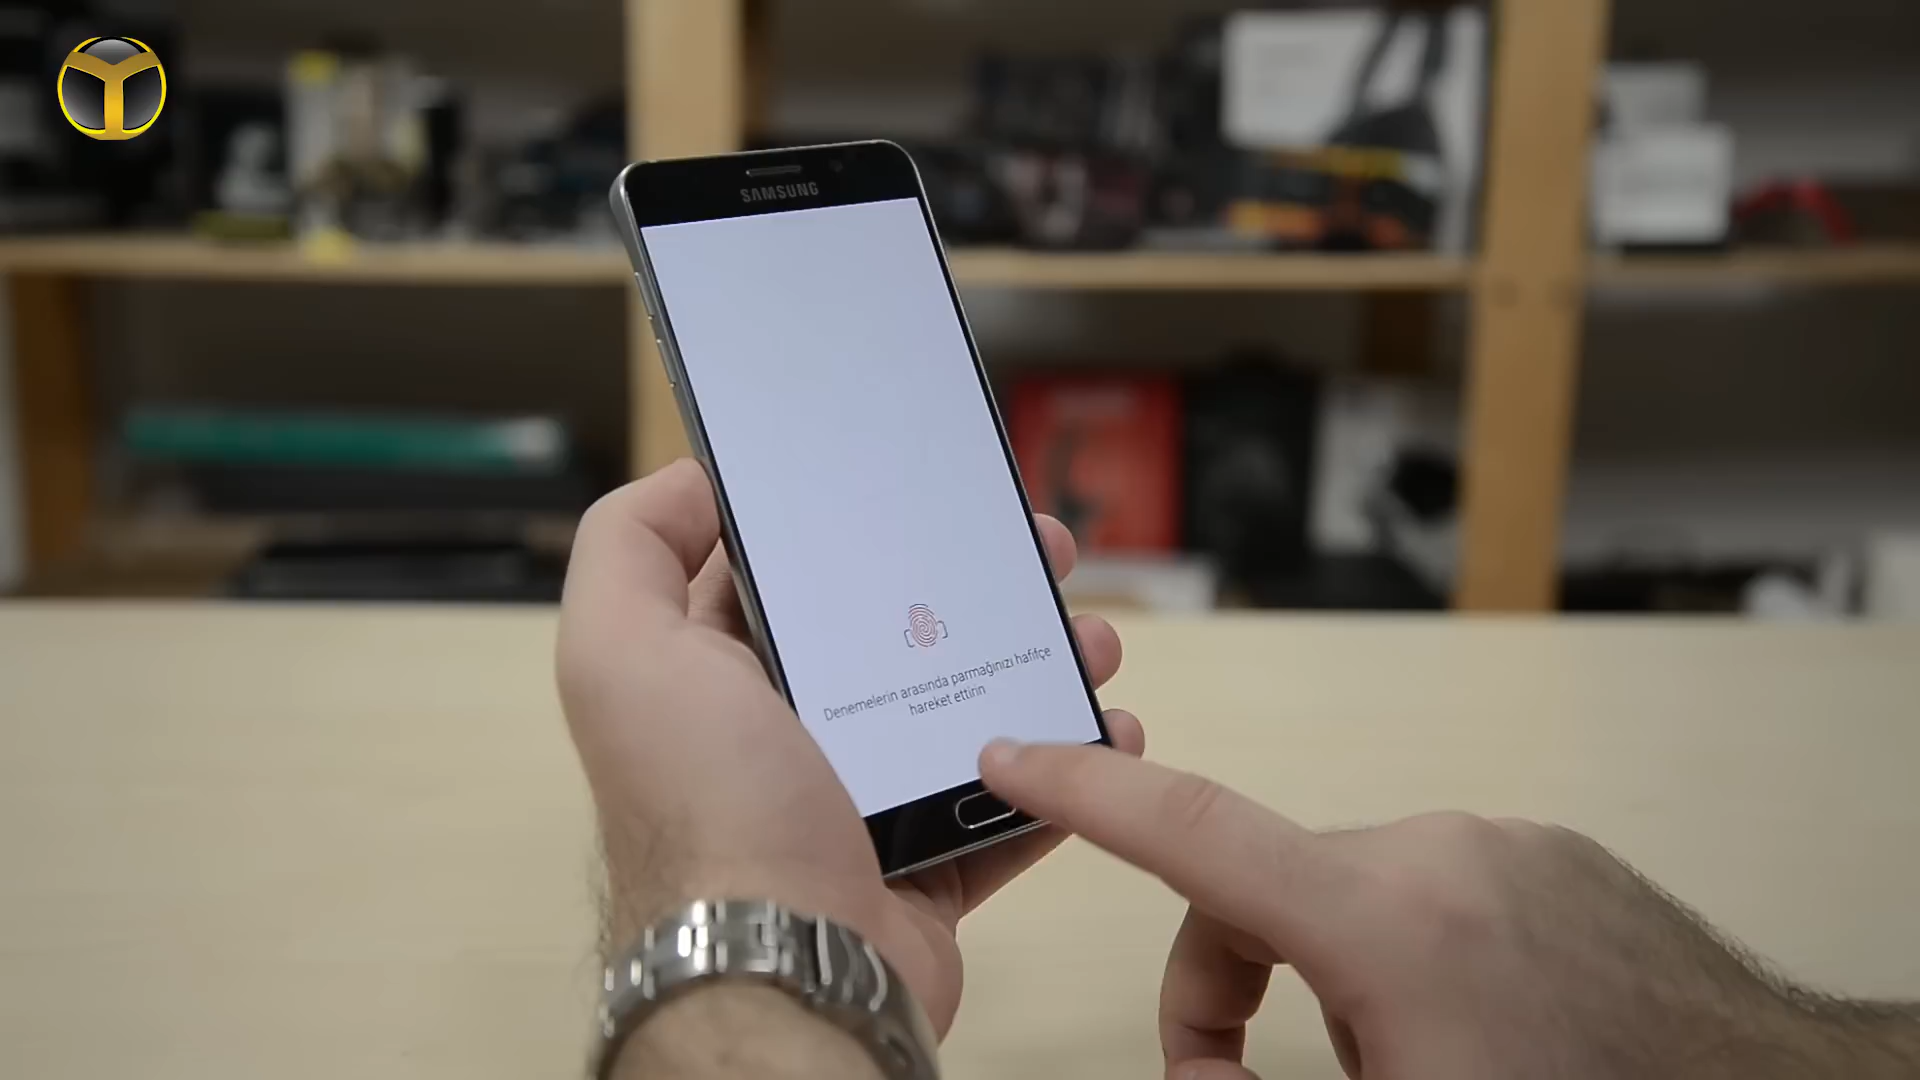 SAMSUNG
Denemelerin arasında parmağınızı hafifçe
hareket ettirin